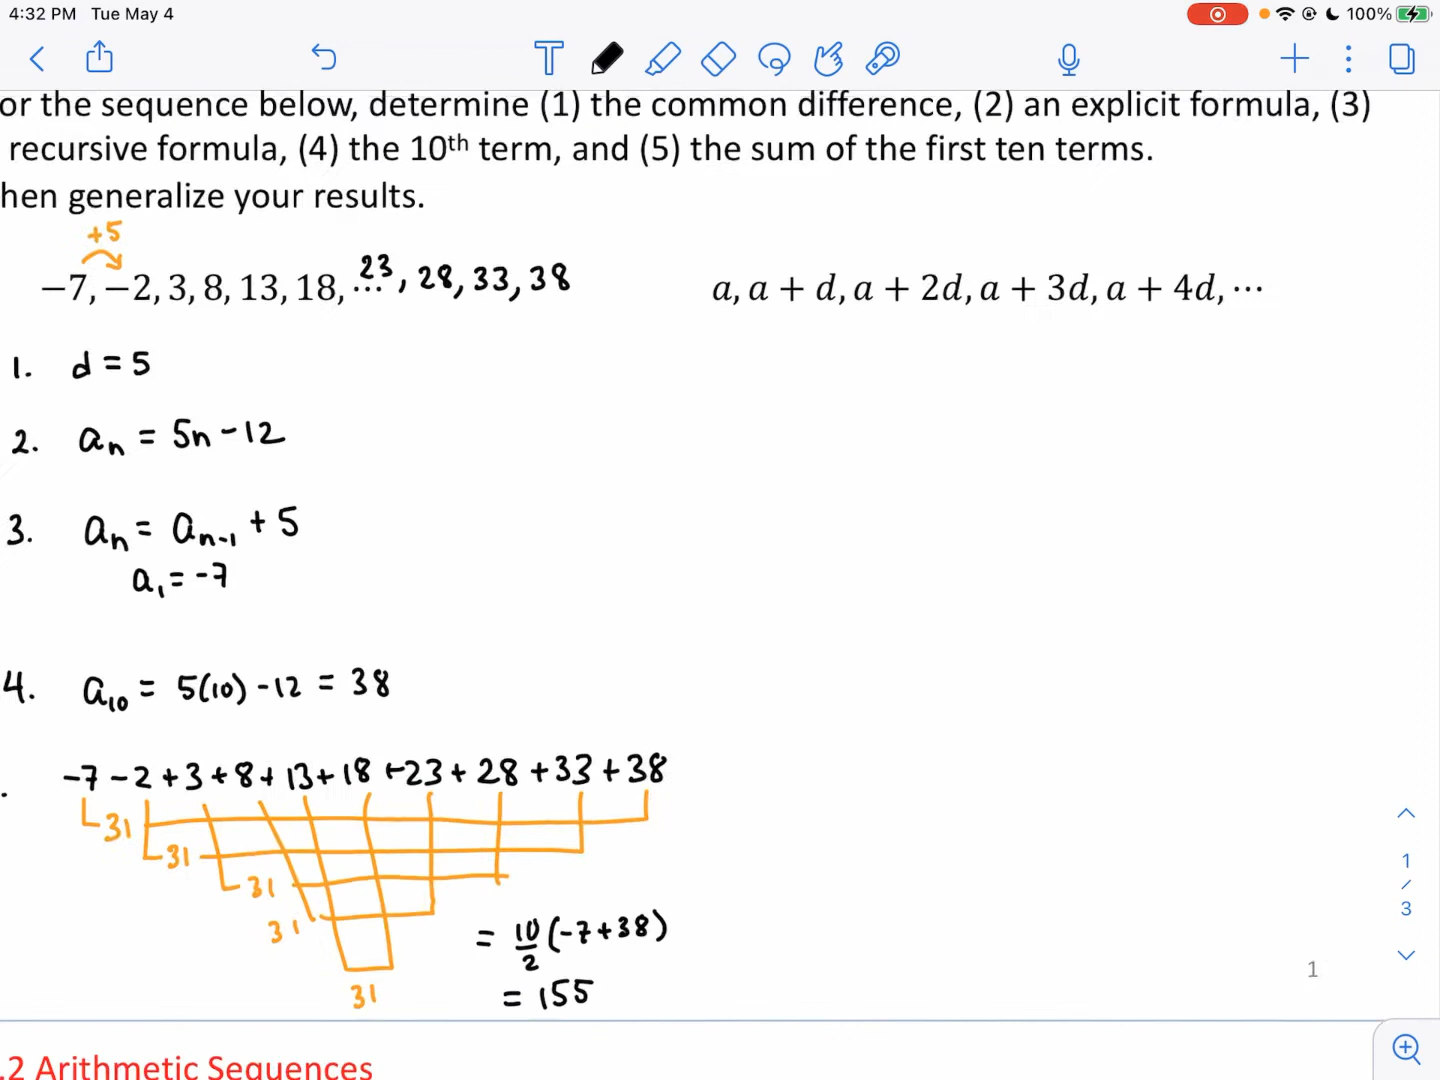 4:32 PM Tue May 4 100%
or the sequence below, determine (1) the common difference, (2) an explicit formula, (3)
recursive formula, (4) the 10th term, and (5) the sum of the first ten terms.
hen generalize your results.
+5
−7, −2, 3, 8, 13, 18, ... 23, 28, 33, 38
a, a + d, a + 2d, a + 3d, a + 4d, ⋯
1. d = 5
2. aₙ = 5n − 12
3. aₙ = aₙ₋₁ + 5
a₁ = −7
4. a₁₀ = 5(10) − 12 = 38
. −7 − 2 + 3 + 8 + 13 + 18 + 23 + 28 + 33 + 38
31
31
31
31
31
= 10/2 (−7 + 38)
= 155
1
/
3
1
.2 Arithmetic Sequences